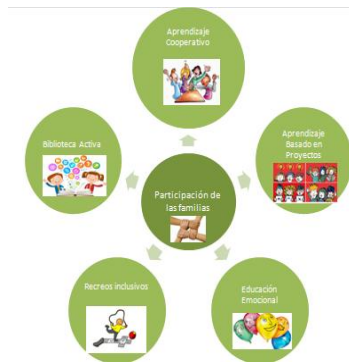 Aprendizaje
Cooperativo
Biblioteca Activa
Aprendizaje
Basado en
Proyectos
Participación de
las familias
Recreos inclusivos
Educación
Emocional